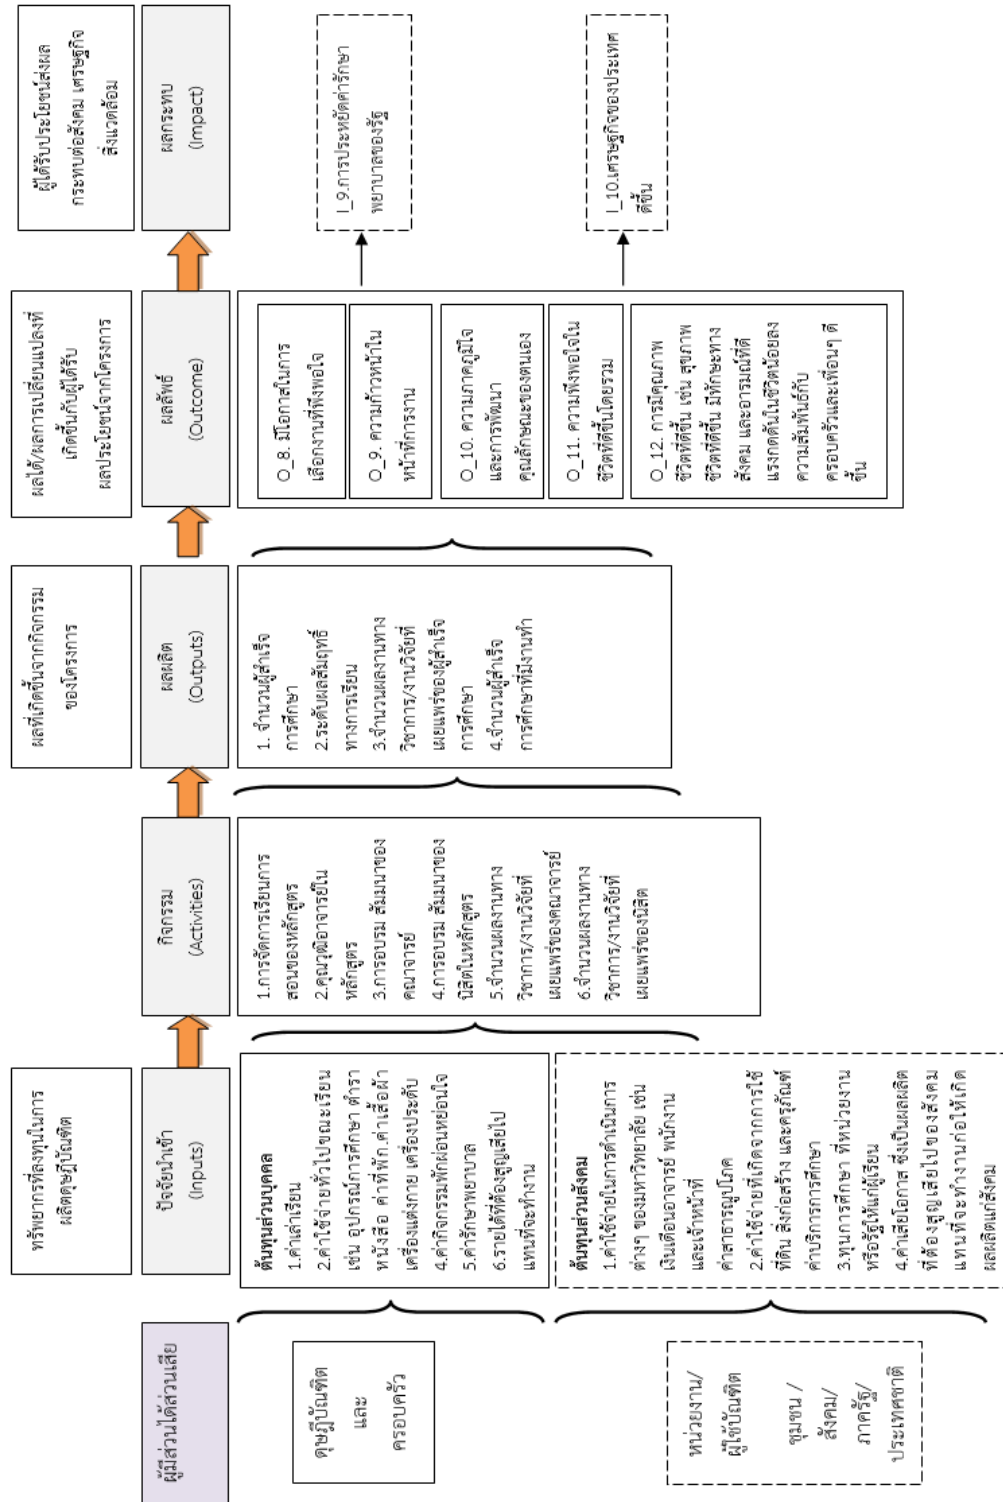 ทรัพยากรที่ลงทุนในการ
ผลิตดุษฎีบัณฑิต
ผลที่เกิดขึ้นจากกิจกรรม
ของโครงการ
ผลได้/ผลการเปลี่ยนแปลงที่
เกิดขึ้นกับผู้ได้รับ
ผลประโยชน์จากโครงการ
ผู้ได้รับประโยชน์ส่งผล
กระทบต่อสังคม เศรษฐกิจ
สิ่งแวดล้อม
ผู้มีส่วนได้ส่วนเสีย
ปัจจัยนำเข้า
(Inputs)
กิจกรรม
(Activities)
ผลผลิต
(Outputs)
ผลลัพธ์
(Outcome)
ผลกระทบ
(Impact)
ดุษฎีบัณฑิต
และ
ครอบครัว
หน่วยงาน/
ผู้ใช้บัณฑิต
ชุมชน /
สังคม/
ภาครัฐ/
ประเทศชาติ
ต้นทุนส่วนบุคคล
1.ค่าเล่าเรียน
2.ค่าใช้จ่ายทั่วไปขณะเรียน
เช่น อุปกรณ์การศึกษา ตำรา
หนังสือ ค่าที่พัก.ค่าเสื้อผ้า
เครื่องแต่งกาย เครื่องประดับ
4.ค่ากิจกรรมพักผ่อนหย่อนใจ
5.ค่ารักษาพยาบาล
6.รายได้ที่ต้องสูญเสียไป
แทนที่จะทำงาน
ต้นทุนส่วนสังคม
1.ค่าใช้จ่ายในการดำเนินการ
ต่างๆ ของมหาวิทยาลัย เช่น
เงินเดือนอาจารย์ พนักงาน
และเจ้าหน้าที่
ค่าสาธารณูปโภค
2.ค่าใช้จ่ายที่เกิดจากการใช้
ที่ดิน สิ่งก่อสร้าง และครุภัณฑ์
ค่าบริการการศึกษา
3.ทุนการศึกษา ที่หน่วยงาน
หรือรัฐให้แก่ผู้เรียน
4.ค่าเสียโอกาส ซึ่งเป็นผลผลิต
ที่ต้องสูญเสียไป ของสังคม
แทนที่จะทำงานก่อให้เกิด
ผลผลิตแก่สังคม
1.การจัดการเรียนการ
สอนของหลักสูตร
2.คุณวุฒิอาจารย์ใน
หลักสูตร
3.การอบรม สัมมนาของ
คณาจารย์
4.การอบรม สัมมนาของ
นิสิตในหลักสูตร
5.จำนวนผลงานทาง
วิชาการ/งานวิจัยที่
เผยแพร่ของคณาจารย์
6.จำนวนผลงานทาง
วิชาการ/งานวิจัยที่
เผยแพร่ของนิสิต
1. จำนวนผู้สำเร็จ
การศึกษา
2.ระดับผลสัมฤทธิ์
ทางการเรียน
3.จำนวนผลงานทาง
วิชาการ/งานวิจัยที่
เผยแพร่ของผู้สำเร็จ
การศึกษา
4.จำนวนผู้สำเร็จ
การศึกษาที่มีงานทำ
O_8. มีโอกาสในการ
เลือกงานที่พึงพอใจ
O_9. ความก้าวหน้าใน
หน้าที่การงาน
O_10. ความภาคภูมิใจ
และการพัฒนา
คุณลักษณะของตนเอง
O_11. ความพึงพอใจใน
ชีวิตที่ดีขึ้นโดยรวม
O_12. การมีคุณภาพ
ชีวิตที่ดีขึ้น เช่น สุขภาพ
ชีวิตที่ดีขึ้น มีทักษะทาง
สังคม และอารมณ์ที่ดี
แรงกดดันในชีวิตน้อยลง
ความสัมพันธ์กับ
ครอบครัวและเพื่อนๆ ดี
ขึ้น
I_9.การประหยัดค่ารักษา
พยาบาลของรัฐ
I_10.เศรษฐกิจของประเทศ
ดีขึ้น